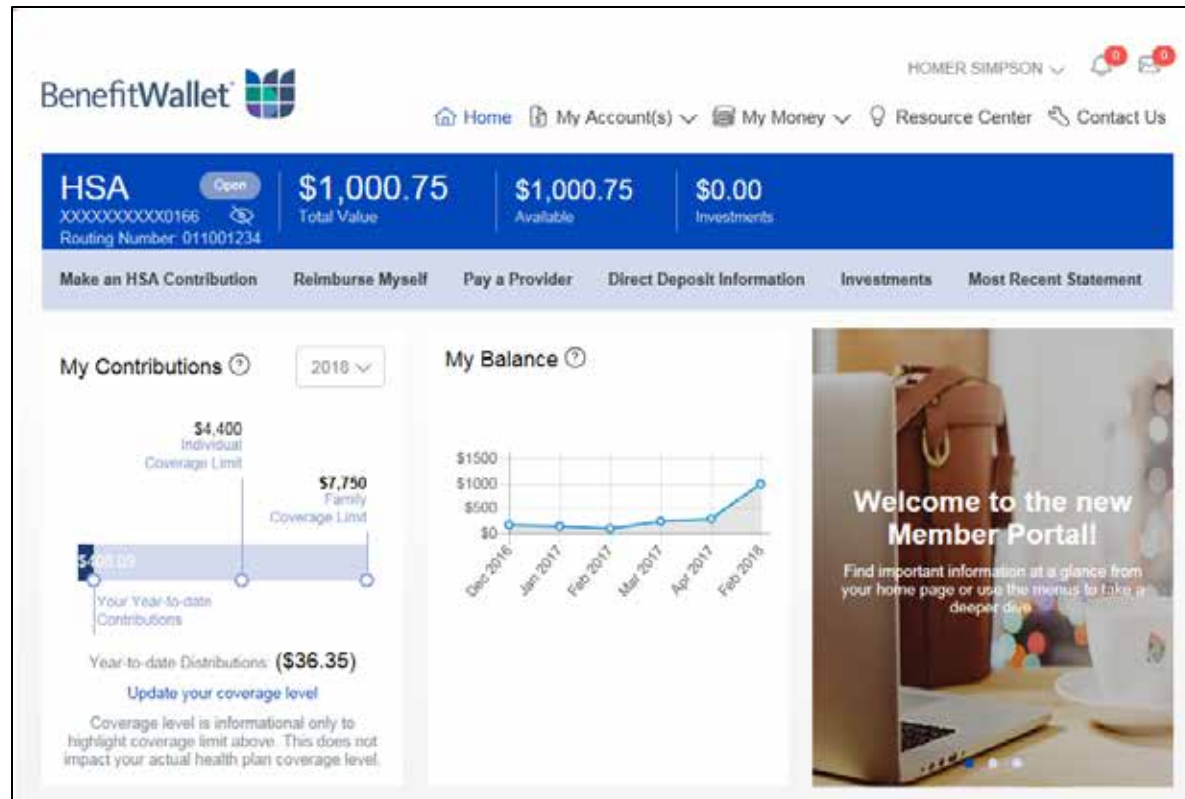 HOMER SIMPSON
0
0
BenefitWallet
Home
My Account(s)
My Money
Resource Center
Contact Us
HSA
Open
XXXXXXXXXX0166
Routing Number: 011001234
$1,000.75
Total Value
$1,000.75
Available
$0.00
Investments
Make an HSA Contribution
Reimburse Myself
Pay a Provider
Direct Deposit Information
Investments
Most Recent Statement
My Contributions ?
2018
$4,400
Individual
Coverage Limit
$7,750
Family
Coverage Limit
Your Year-to-date
Contributions
Year-to-date Distributions: ($36.35)
Update your coverage level
Coverage level is informational only to
highlight coverage limit above. This does not
impact your actual health plan coverage level.
My Balance ?
$1500
$1000
$500
$0
Dec 2016
Jan 2017
Feb 2017
Mar 2017
Apr 2017
Feb 2018
Welcome to the new
Member Portal!
Find important information at a glance from
your home page or use the menus to take a
deeper dive